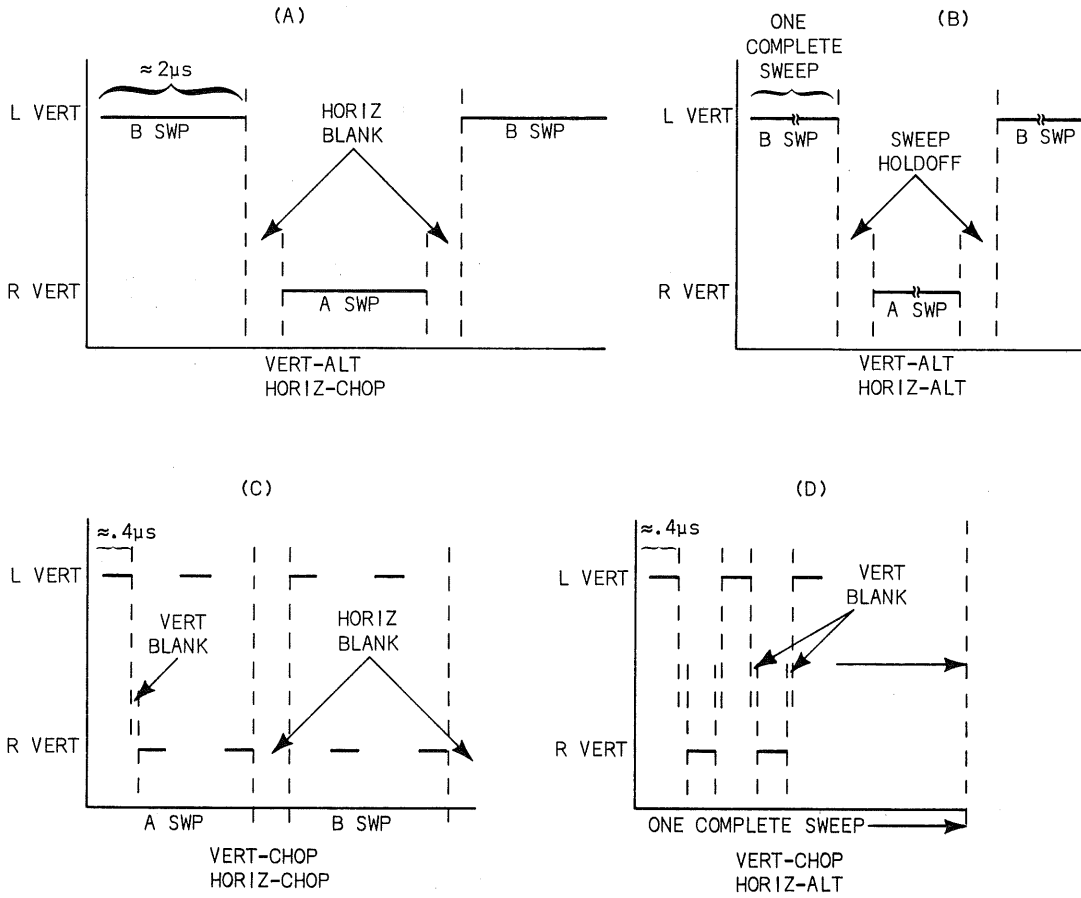 (A)
≈ 2µs
L VERT
B SWP
HORIZ
BLANK
B SWP
R VERT
A SWP
VERT-ALT
HORIZ-CHOP
(B)
ONE
COMPLETE
SWEEP
L VERT
B SWP
SWEEP
HOLDOFF
B SWP
R VERT
A SWP
VERT-ALT
HORIZ-ALT
(C)
≈.4µs
L VERT
VERT
BLANK
HORIZ
BLANK
R VERT
A SWP
B SWP
VERT-CHOP
HORIZ-CHOP
(D)
≈.4µs
L VERT
VERT
BLANK
R VERT
ONE COMPLETE SWEEP
VERT-CHOP
HORIZ-ALT